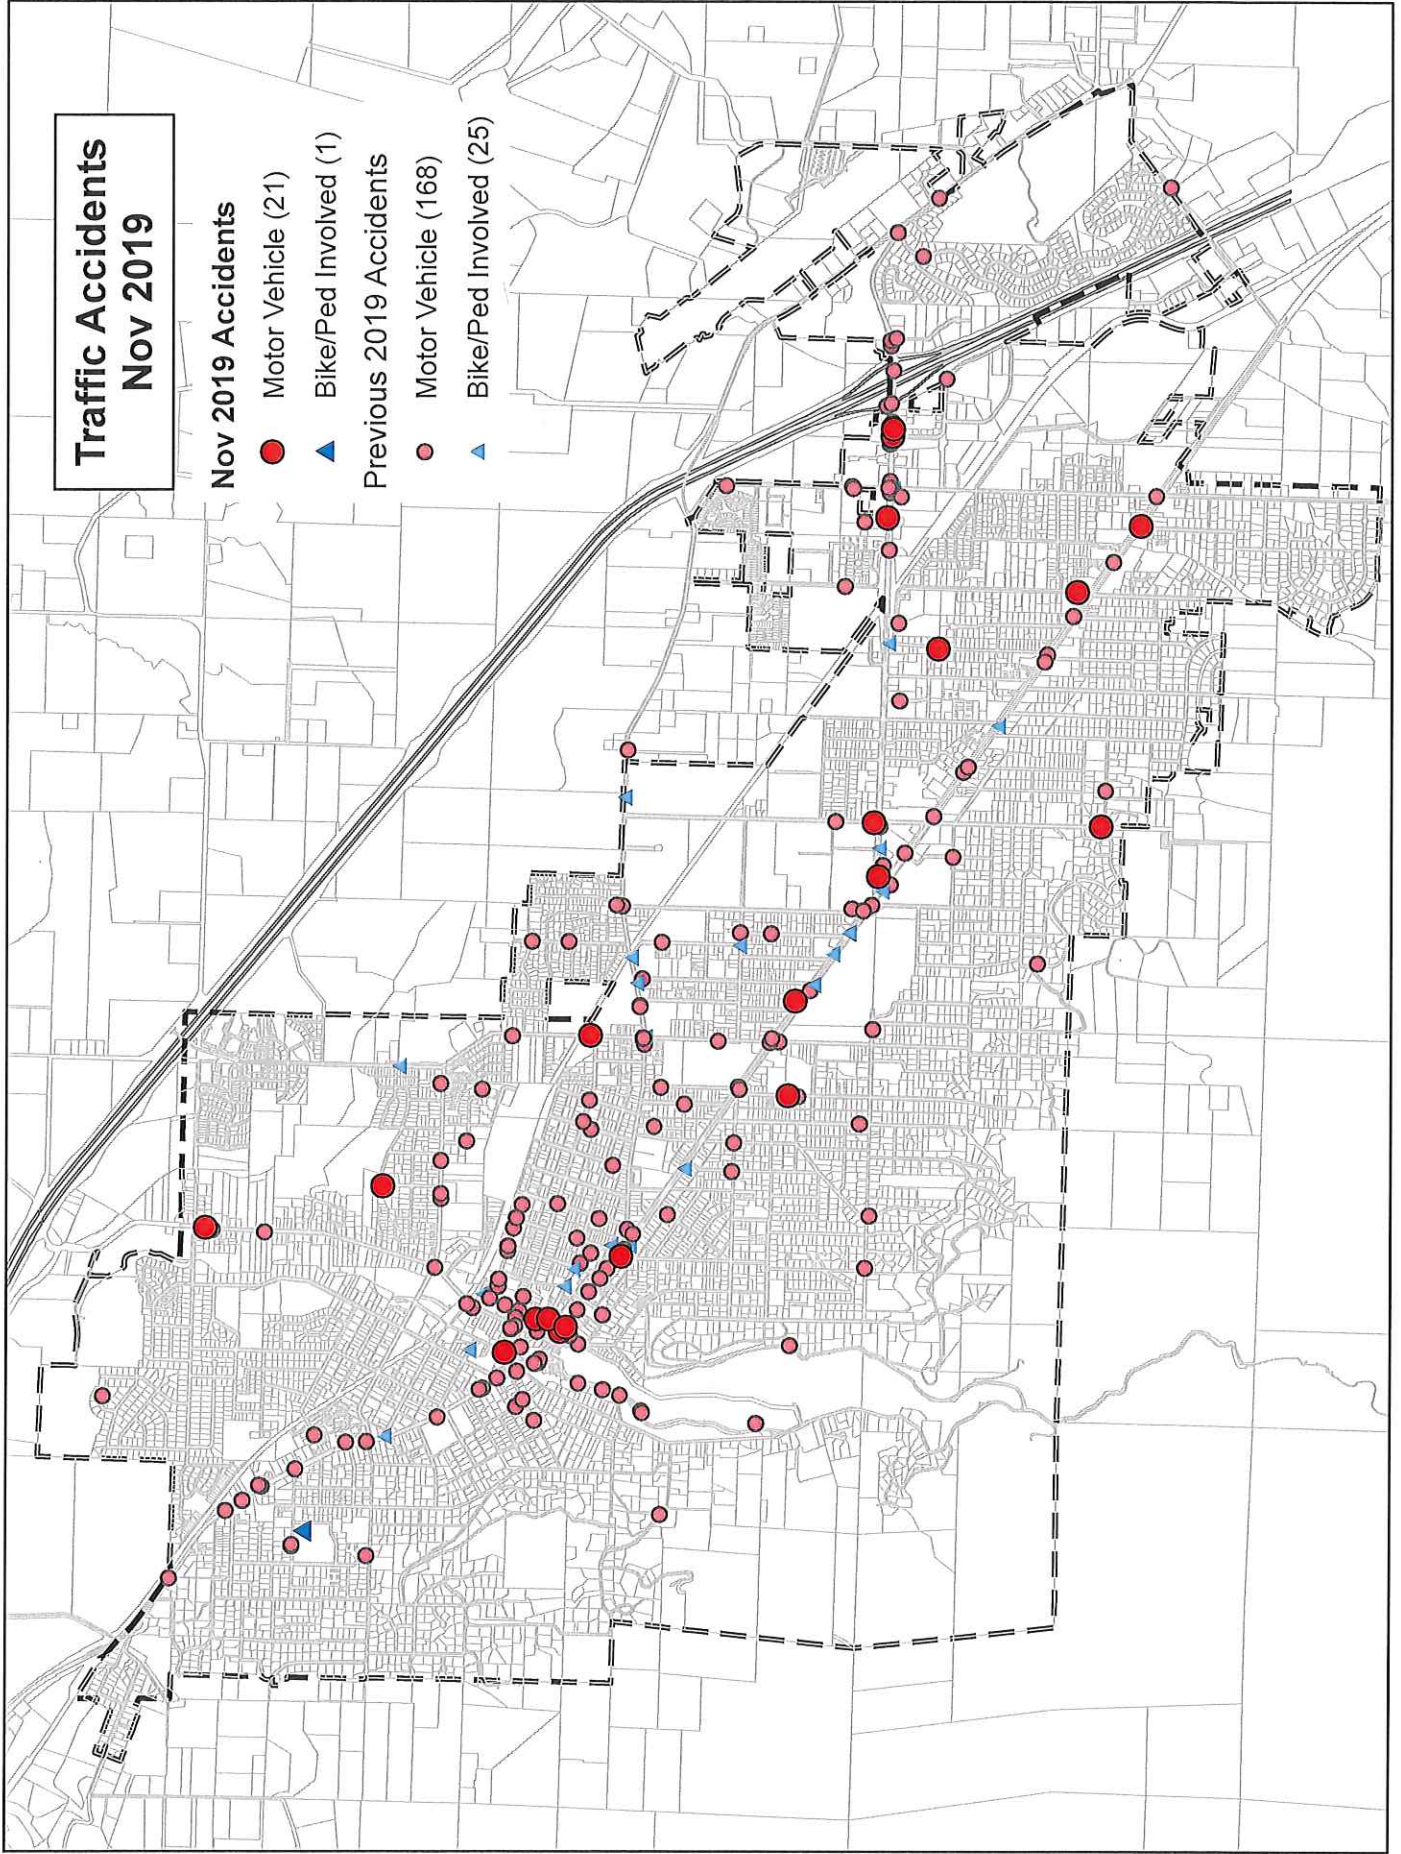 Traffic Accidents
Nov 2019
Nov 2019 Accidents
Motor Vehicle (21)
Bike/Ped Involved (1)
Previous 2019 Accidents
Motor Vehicle (168)
Bike/Ped Involved (25)